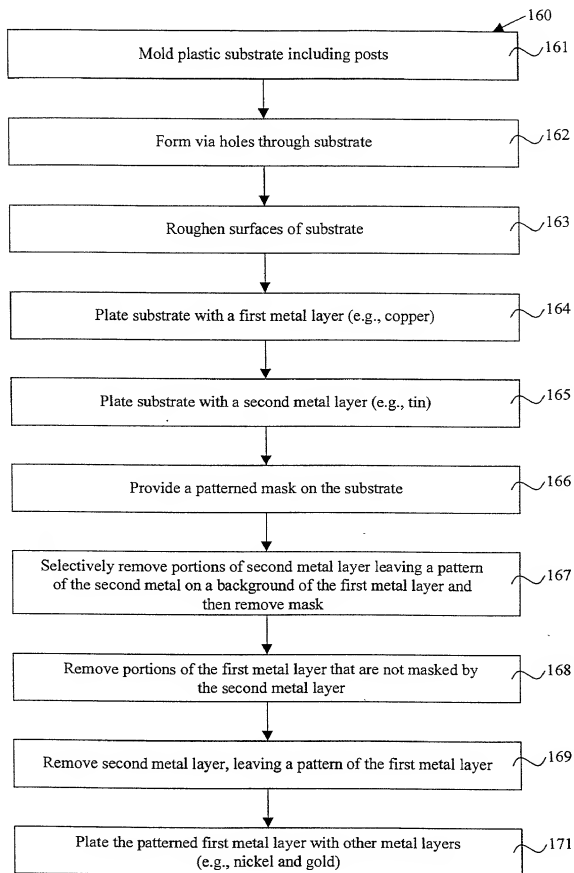 160
Mold plastic substrate including posts
161
Form via holes through substrate
162
Roughen surfaces of substrate
163
Plate substrate with a first metal layer (e.g., copper)
164
Plate substrate with a second metal layer (e.g., tin)
165
Provide a patterned mask on the substrate
166
Selectively remove portions of second metal layer leaving a pattern
of the second metal on a background of the first metal layer and
then remove mask
167
Remove portions of the first metal layer that are not masked by
the second metal layer
168
Remove second metal layer, leaving a pattern of the first metal layer
169
Plate the patterned first metal layer with other metal layers
(e.g., nickel and gold)
171